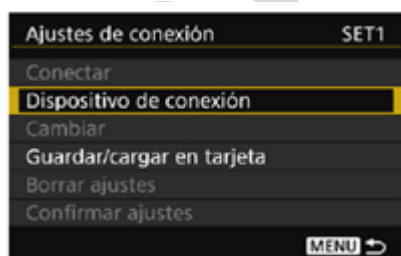 Ajustes de conexión SET1
Conectar
Dispositivo de conexión
Cambiar
Guardar/cargar en tarjeta
Borrar ajustes
Confirmar ajustes
MENU